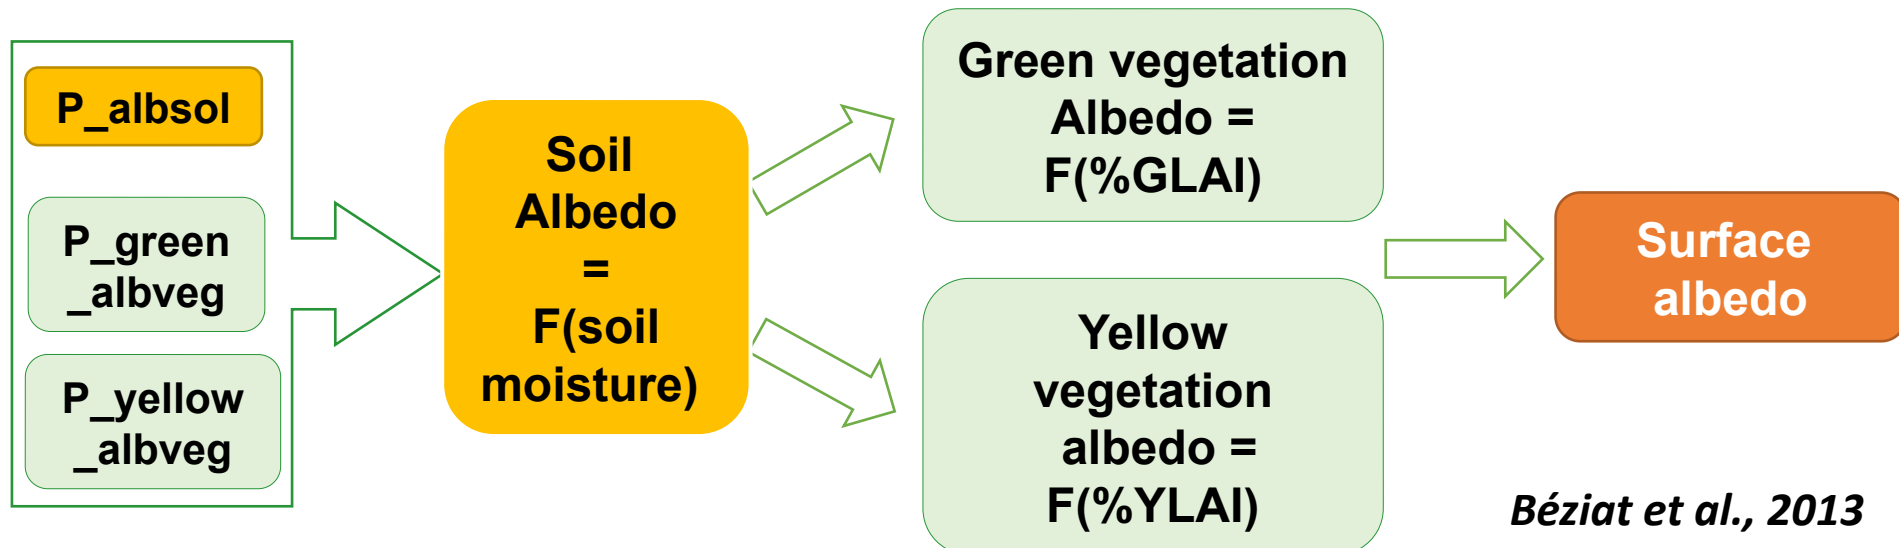 P_albsol
P_green
_albveg
P_yellow
_albveg
Soil
Albedo
=
F(soil
moisture)
Green vegetation
Albedo =
F(%GLAI)
Yellow
vegetation
albedo =
F(%YLAI)
Surface
albedo
Béziat et al., 2013